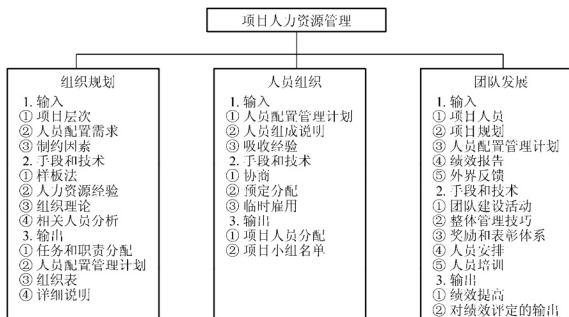 项目人力资源管理
组织规划
1. 输入
① 项目层次
② 人员配置需求
③ 制约因素
2. 手段和技术
① 样板法
② 人力资源经验
③ 组织理论
④ 相关人员分析
3. 输出
① 任务和职责分配
② 人员配置管理计划
③ 组织表
④ 详细说明
人员组织
1. 输入
① 人员配置管理计划
② 人员组成说明
③ 吸收经验
2. 手段和技术
① 协商
② 预定分配
③ 临时雇用
3. 输出
① 项目人员分配
② 项目小组名单
团队发展
1. 输入
① 项目人员
② 项目规划
③ 人员配置管理计划
④ 绩效报告
⑤ 外界反馈
2. 手段和技术
① 团队建设活动
② 整体管理技巧
③ 奖励和表彰体系
④ 人员安排
⑤ 人员培训
3. 输出
① 绩效提高
② 对绩效评定的输出